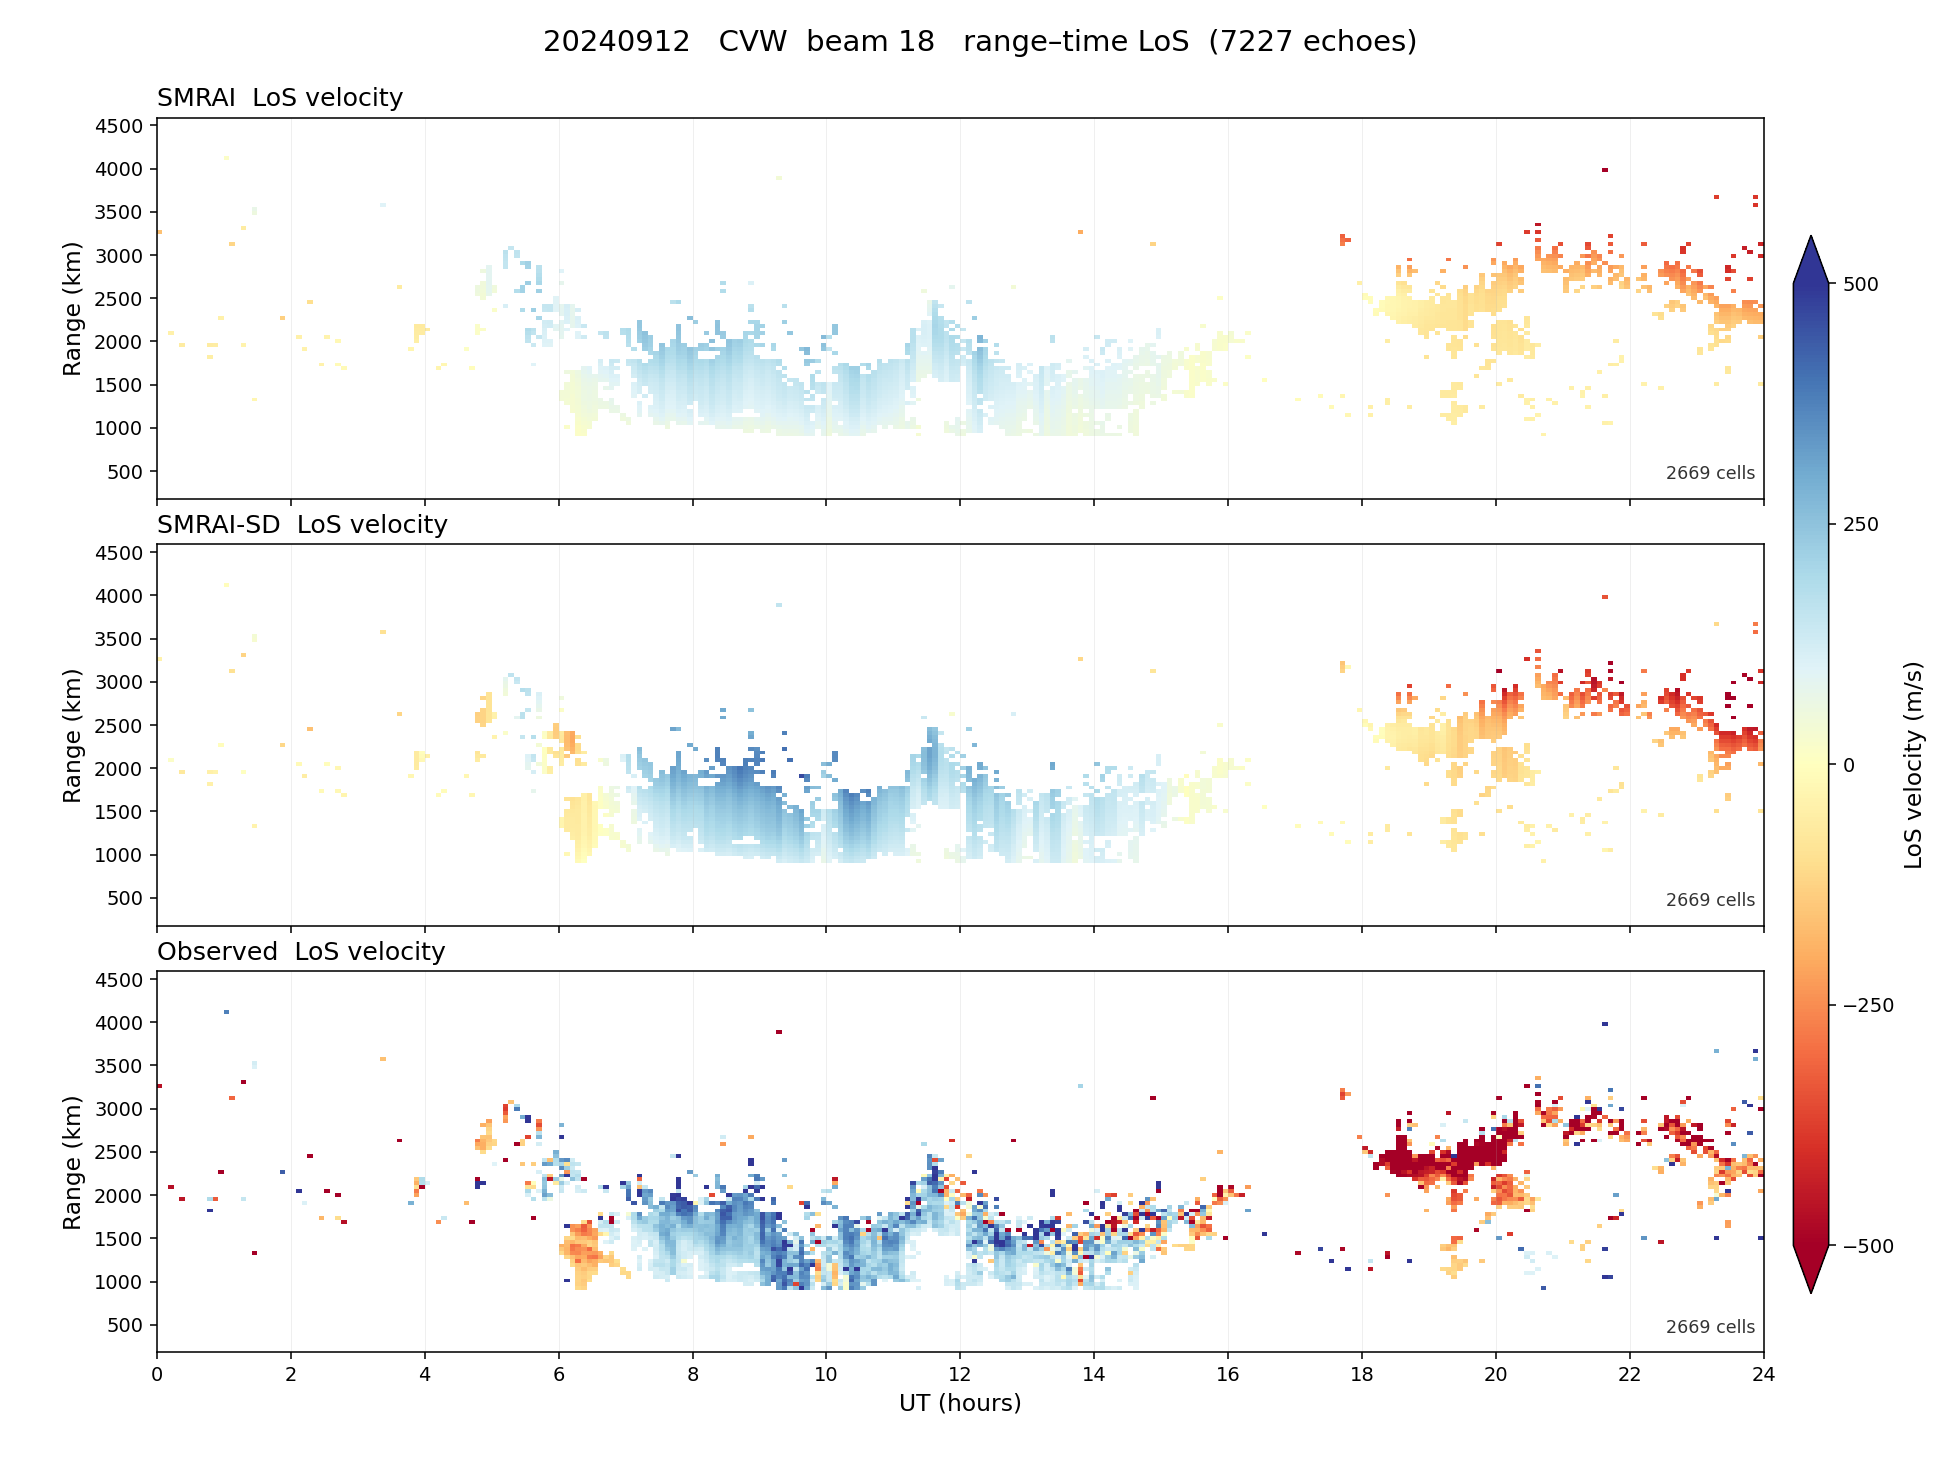 20240912   CVW  beam 18   range–time LoS  (7227 echoes)
SMRAI  LoS velocity
4500
4000
3500
3000
2500
2000
1500
1000
500
Range (km)
2669 cells
SMRAI-SD  LoS velocity
4500
4000
3500
3000
2500
2000
1500
1000
500
Range (km)
2669 cells
Observed  LoS velocity
4500
4000
3500
3000
2500
2000
1500
1000
500
Range (km)
2669 cells
0 2 4 6 8 10 12 14 16 18 20 22 24
UT (hours)
500
250
0
−250
−500
LoS velocity (m/s)